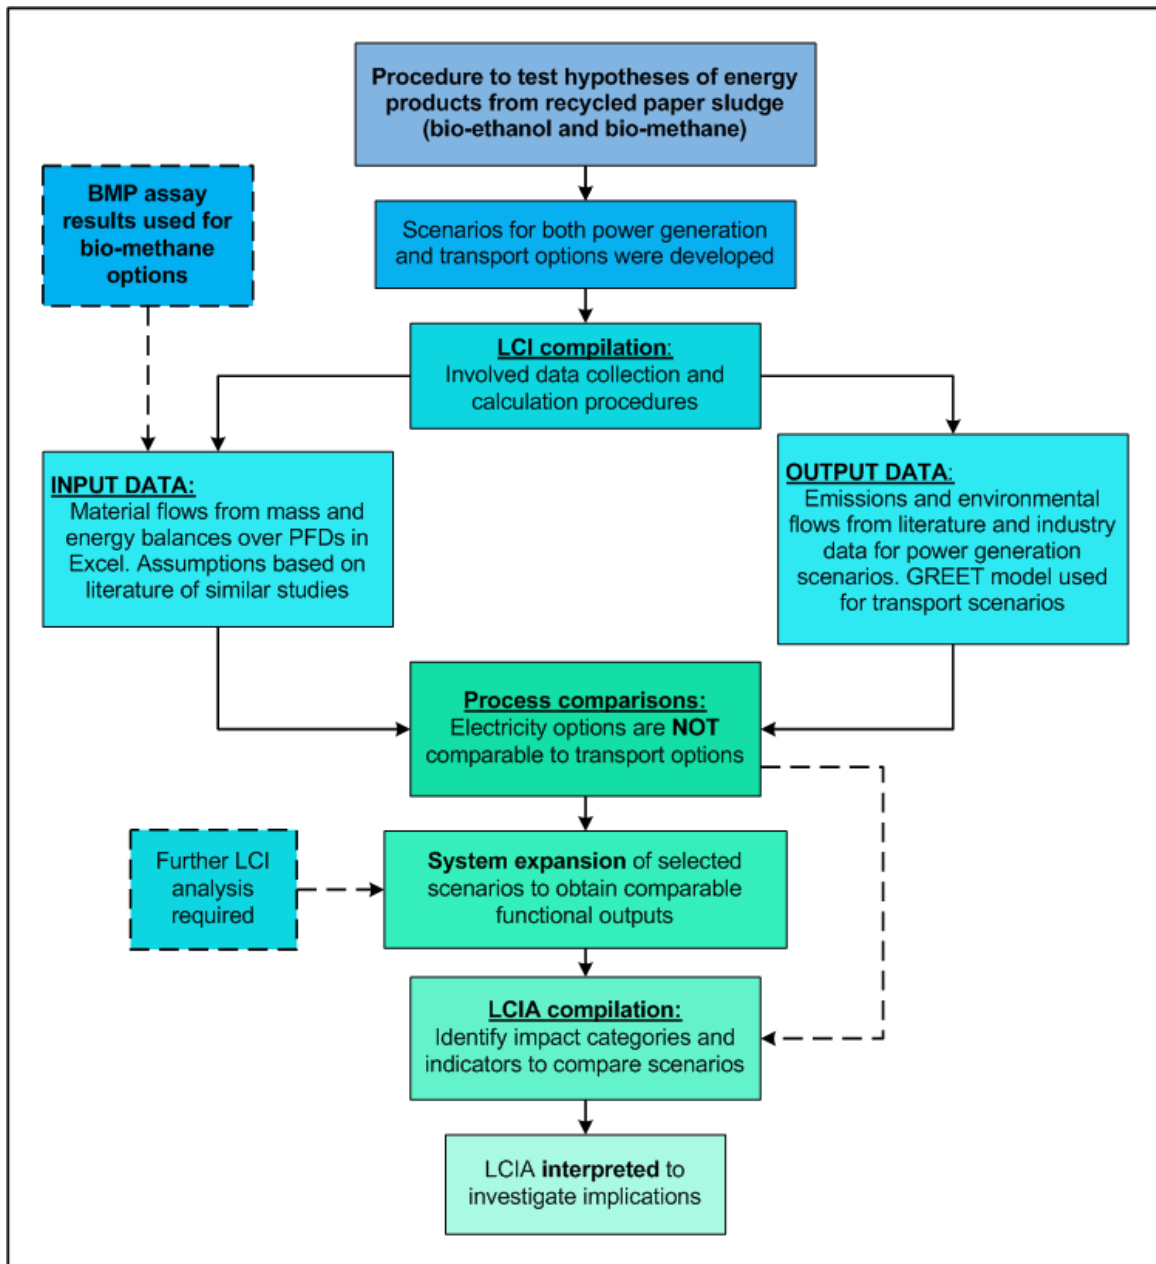 Procedure to test hypotheses of energy
products from recycled paper sludge
(bio-ethanol and bio-methane)
BMP assay
results used for
bio-methane
options
Scenarios for both power generation
and transport options were developed
LCI compilation:
Involved data collection and
calculation procedures
INPUT DATA:
Material flows from mass and
energy balances over PFDs in
Excel. Assumptions based on
literature of similar studies
OUTPUT DATA:
Emissions and environmental
flows from literature and industry
data for power generation
scenarios. GREET model used
for transport scenarios
Process comparisons:
Electricity options are NOT
comparable to transport options
Further LCI
analysis
required
System expansion of selected
scenarios to obtain comparable
functional outputs
LCIA compilation:
Identify impact categories and
indicators to compare scenarios
LCIA interpreted to
investigate implications